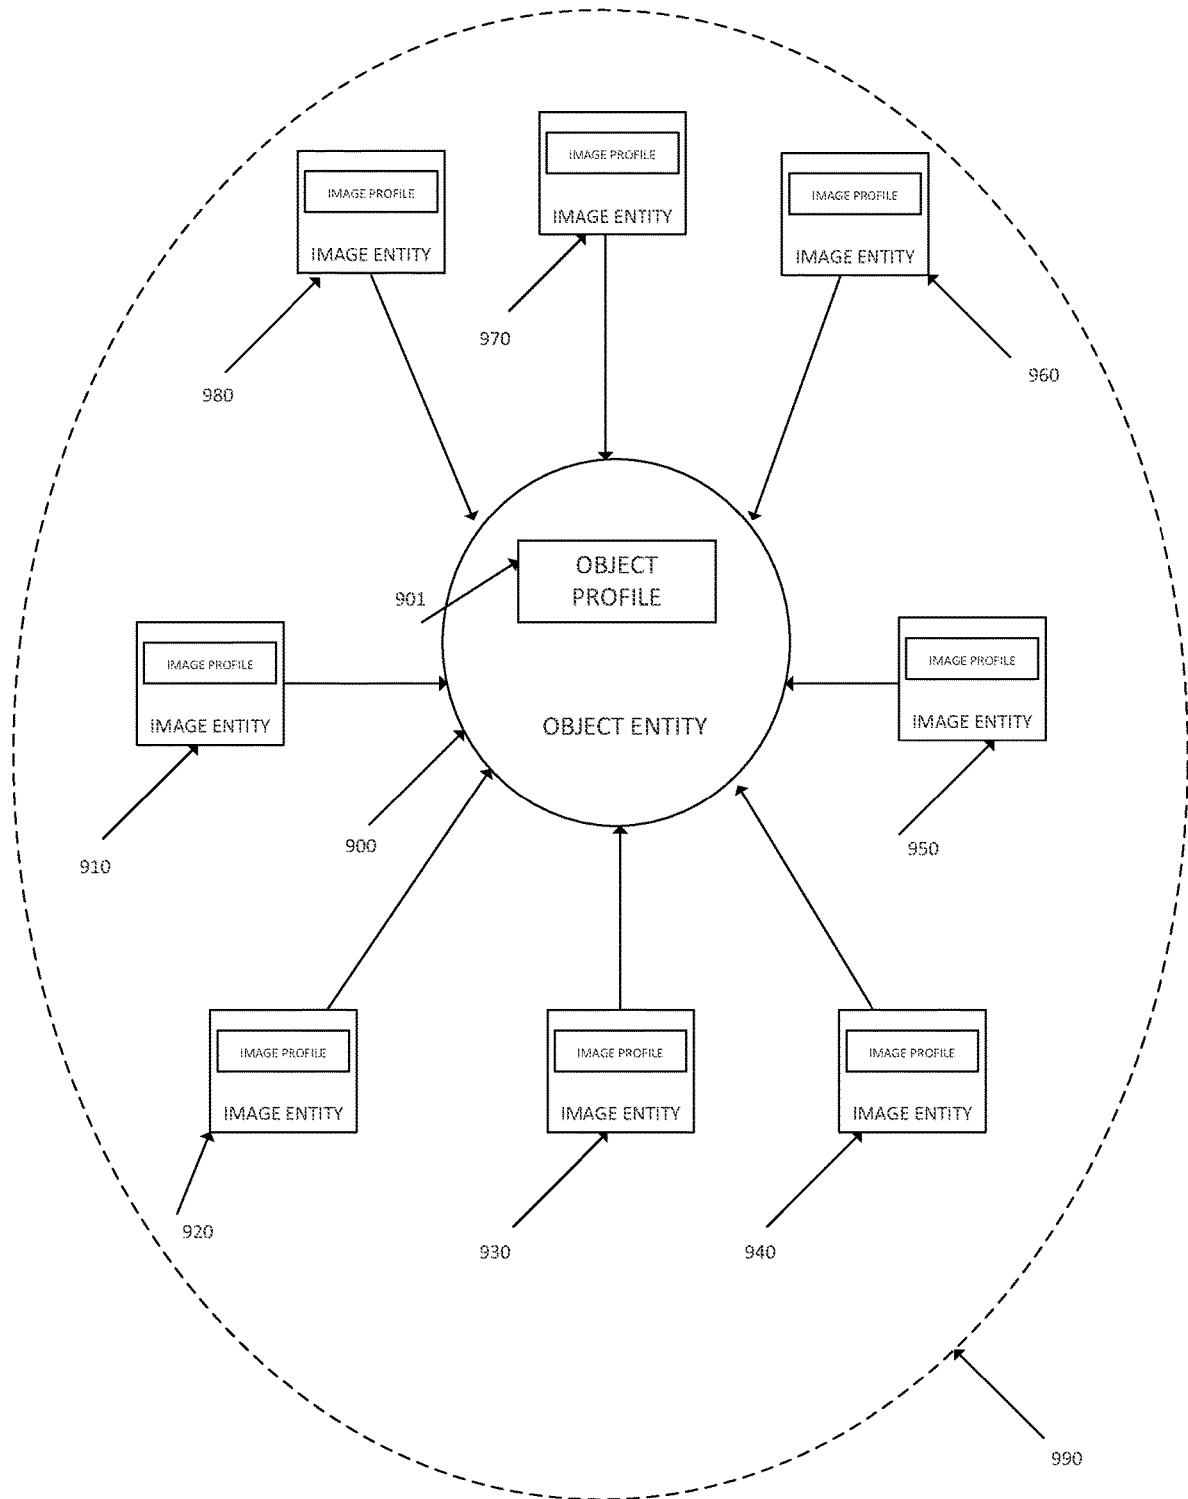 IMAGE PROFILE
IMAGE ENTITY
970
IMAGE PROFILE
IMAGE ENTITY
980
IMAGE PROFILE
IMAGE ENTITY
960
OBJECT
PROFILE
901
OBJECT ENTITY
900
IMAGE PROFILE
IMAGE ENTITY
910
IMAGE PROFILE
IMAGE ENTITY
950
IMAGE PROFILE
IMAGE ENTITY
920
IMAGE PROFILE
IMAGE ENTITY
930
IMAGE PROFILE
IMAGE ENTITY
940
990